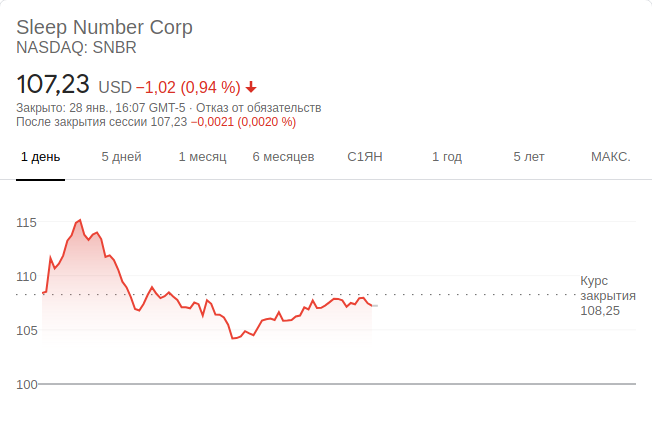 Sleep Number Corp
NASDAQ: SNBR
107,23 USD −1,02 (0,94 %)
Закрыто: 28 янв., 16:07 GMT-5 · Отказ от обязательств
После закрытия сессии 107,23 −0,0021 (0,0020 %)
1 день 5 дней 1 месяц 6 месяцев С1ЯН 1 год 5 лет МАКС.
115
110
Курс
закрытия
108,25
105
100